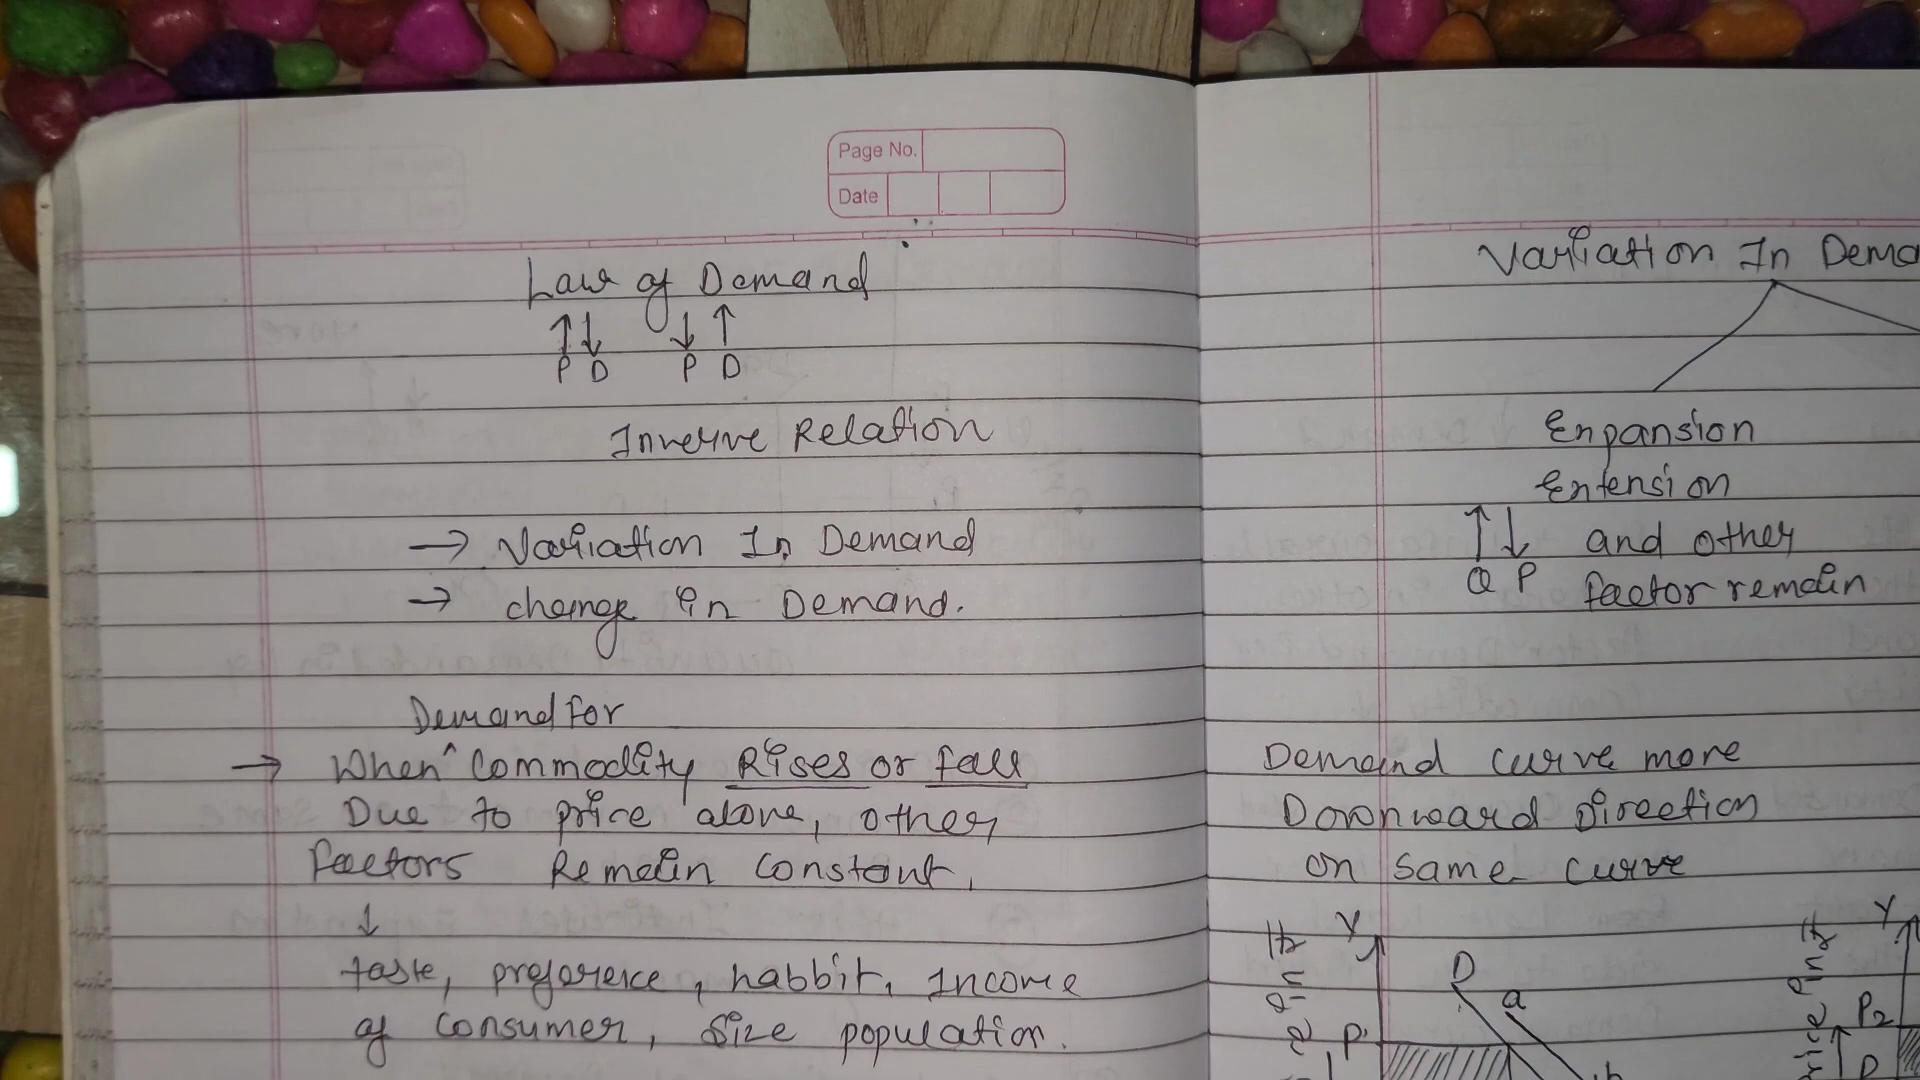 Page No.
Date
Law of Demand
↑↓ ↓↑
P D P D
Inverve Relation
→ Variation In Demand
→ change in Demand.
Demand for
→ When ^ Commodity Rises or fall
Due to price alone, other,
factors Remain constant,
↓
taste, preference, habbit, Income
of consumer, Size population.
Variation In Dema
Expansion
Extension
↑↓ and other
Q P factor remain
Demand curve more
Downward Direction
on same curve
Y
D
a
P1
b
Y
P2
P